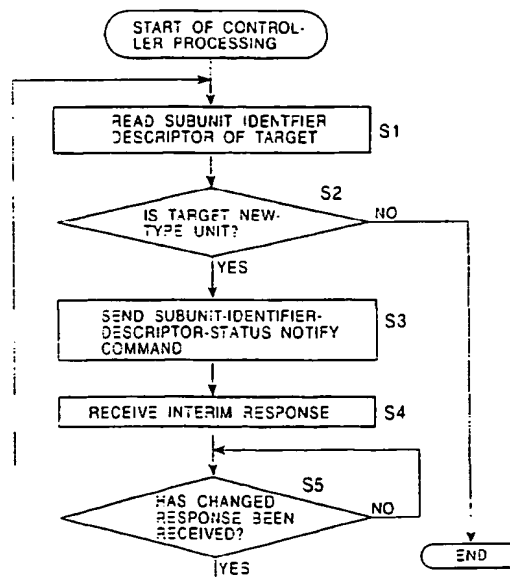 START OF CONTROL-
LER PROCESSING
READ SUBUNIT IDENTFIER
DESCRIPTOR OF TARGET
S1
S2
IS TARGET NEW-
TYPE UNIT?
NO
YES
SEND SUBUNIT-IDENTIFIER-
DESCRIPTOR-STATUS NOTIFY
COMMAND
S3
RECEIVE INTERIM RESPONSE
S4
S5
HAS CHANGED
RESPONSE BEEN
RECEIVED?
NO
YES
END